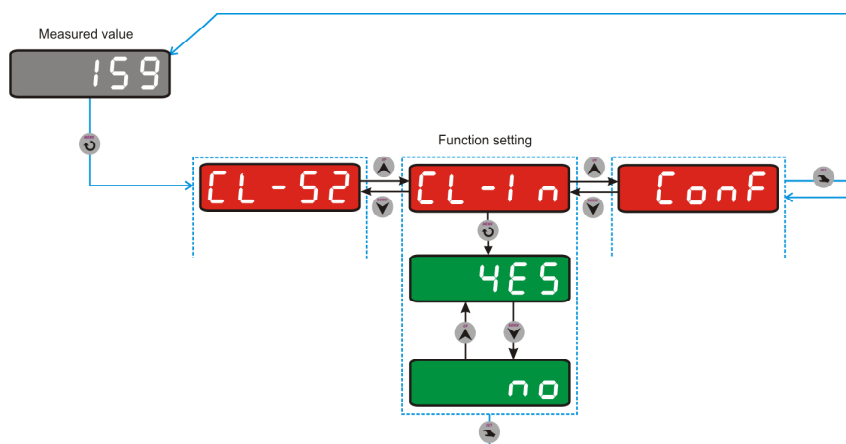 Measured value
159
Function setting
CL-S2
CL-In
ConF
YES
no